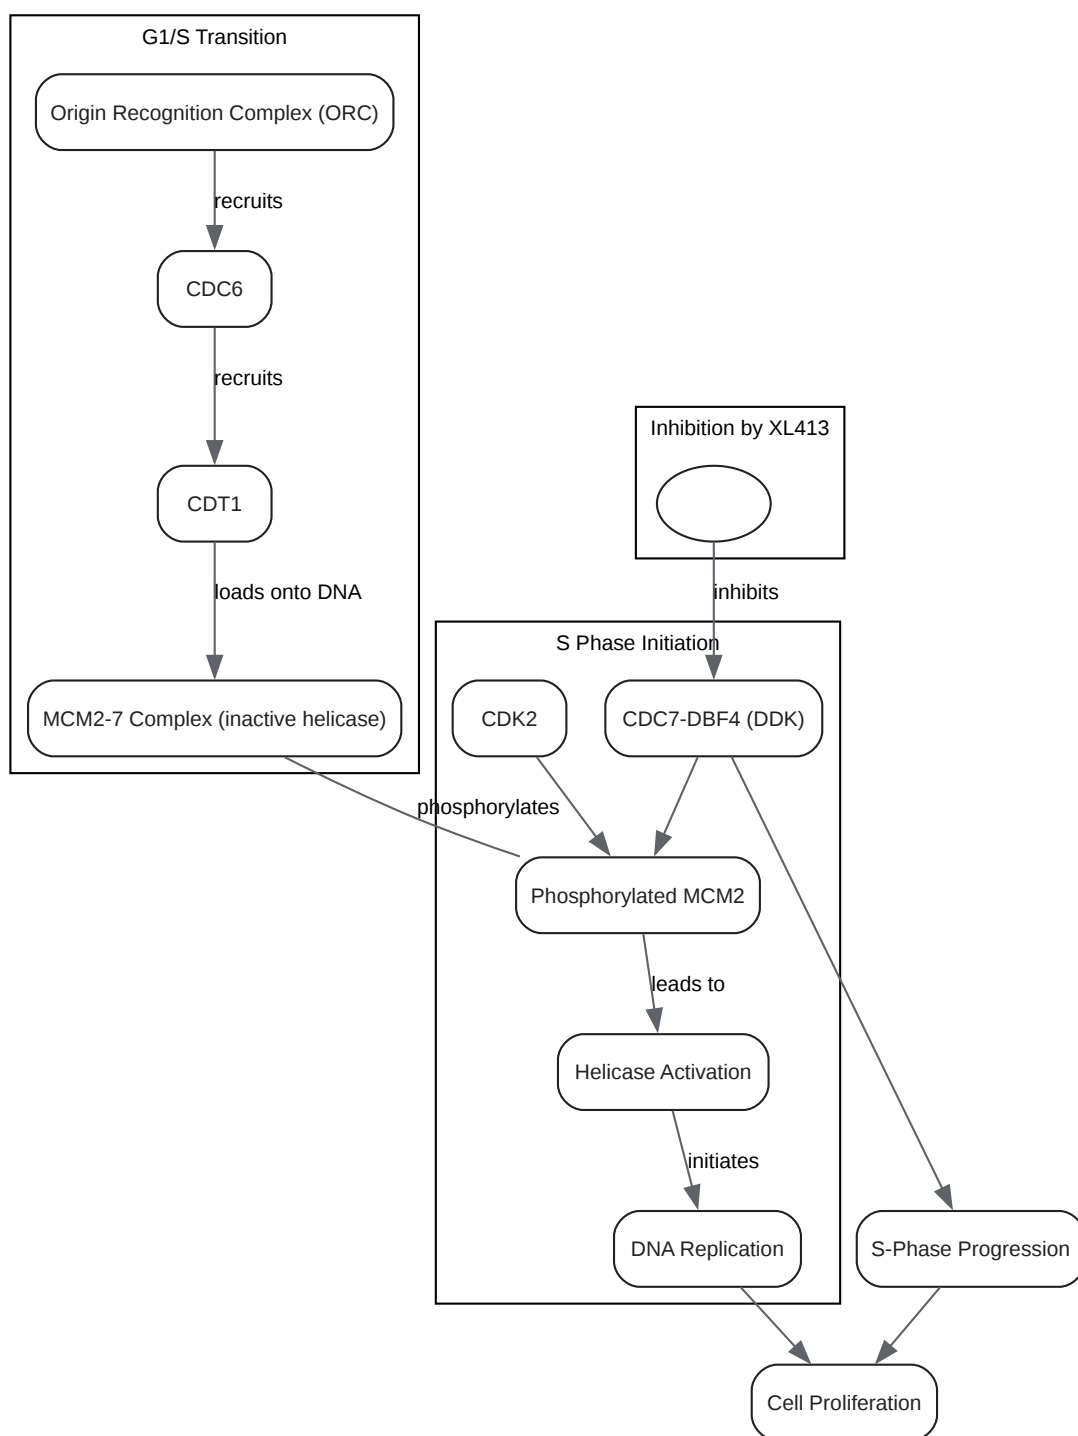 G1/S Transition
Origin Recognition Complex (ORC)
recruits
CDC6
recruits
CDT1
loads onto DNA
MCM2-7 Complex (inactive helicase)
Inhibition by XL413
inhibits
S Phase Initiation
CDK2
CDC7-DBF4 (DDK)
phosphorylates
Phosphorylated MCM2
leads to
Helicase Activation
initiates
DNA Replication
S-Phase Progression
Cell Proliferation